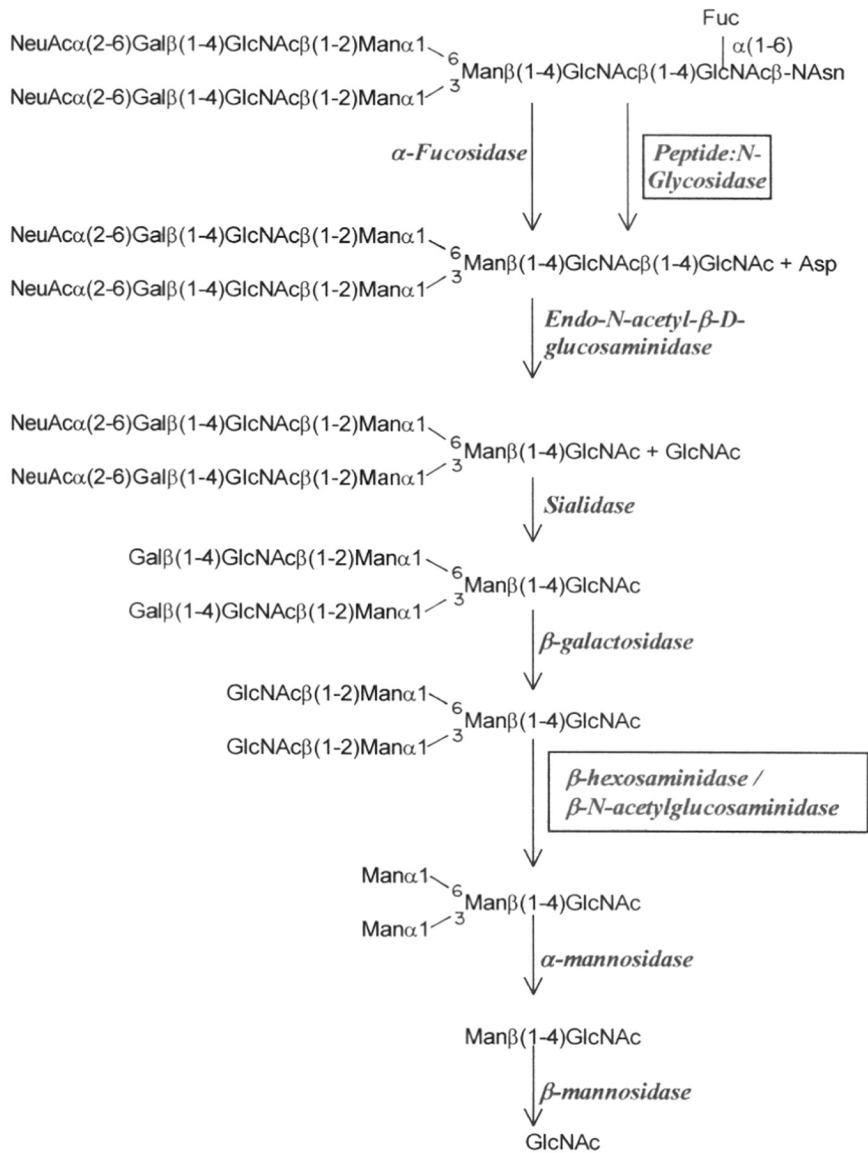 Fuc
α(1-6)
NeuAcα(2-6)Galβ(1-4)GlcNAcβ(1-2)Manα1
6
Manβ(1-4)GlcNAcβ(1-4)GlcNAcβ-NAsn
3
NeuAcα(2-6)Galβ(1-4)GlcNAcβ(1-2)Manα1
α-Fucosidase
Peptide:N-
Glycosidase
NeuAcα(2-6)Galβ(1-4)GlcNAcβ(1-2)Manα1
6
Manβ(1-4)GlcNAcβ(1-4)GlcNAc + Asp
3
NeuAcα(2-6)Galβ(1-4)GlcNAcβ(1-2)Manα1
Endo-N-acetyl-β-D-
glucosaminidase
NeuAcα(2-6)Galβ(1-4)GlcNAcβ(1-2)Manα1
6
Manβ(1-4)GlcNAc + GlcNAc
3
NeuAcα(2-6)Galβ(1-4)GlcNAcβ(1-2)Manα1
Sialidase
Galβ(1-4)GlcNAcβ(1-2)Manα1
6
Manβ(1-4)GlcNAc
3
Galβ(1-4)GlcNAcβ(1-2)Manα1
β-galactosidase
GlcNAcβ(1-2)Manα1
6
Manβ(1-4)GlcNAc
3
GlcNAcβ(1-2)Manα1
β-hexosaminidase /
β-N-acetylglucosaminidase
Manα1
6
Manβ(1-4)GlcNAc
3
Manα1
α-mannosidase
Manβ(1-4)GlcNAc
β-mannosidase
GlcNAc